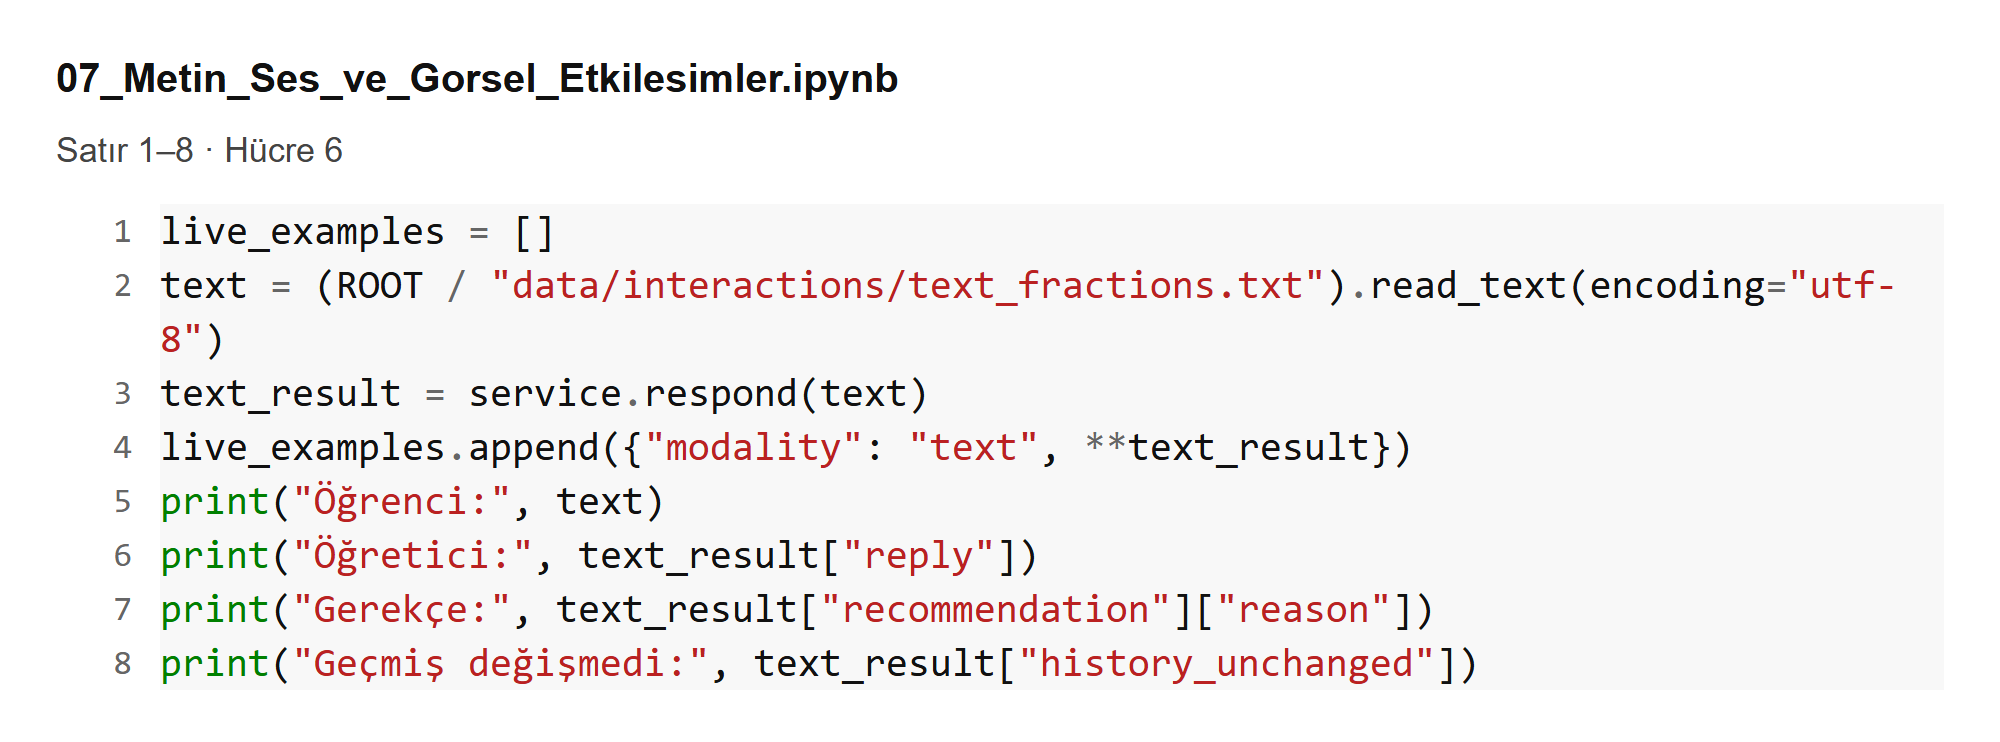 07_Metin_Ses_ve_Gorsel_Etkilesimler.ipynb
Satır 1–8 · Hücre 6
1 live_examples = []
2 text = (ROOT / "data/interactions/text_fractions.txt").read_text(encoding="utf-
8")
3 text_result = service.respond(text)
4 live_examples.append({"modality": "text", **text_result})
5 print("Öğrenci:", text)
6 print("Öğretici:", text_result["reply"])
7 print("Gerekçe:", text_result["recommendation"]["reason"])
8 print("Geçmiş değişmedi:", text_result["history_unchanged"])